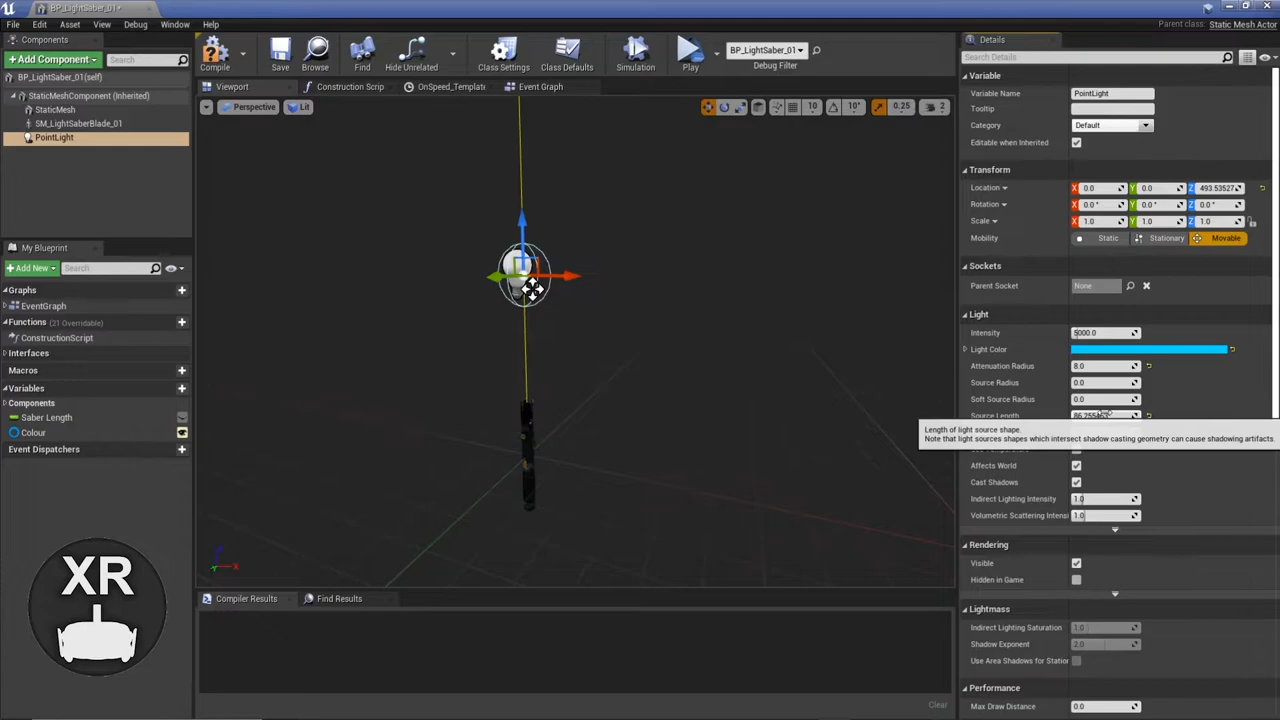 BP_LightSaber_01*
Parent class: Static Mesh Actor
File Edit Asset View Debug Window Help
Components
Details
+ Add Component
Search
Compile
Save
Browse
Find
Hide Unrelated
Class Settings
Class Defaults
Simulation
Play
BP_LightSaber_01
Debug Filter
Search Details
BP_LightSaber_01(self)
StaticMeshComponent (Inherited)
StaticMesh
SM_LightSaberBlade_01
PointLight
Viewport
Construction Scrip
OnSpeed_Template
Event Graph
Perspective
Lit
10
10°
0.25
2
Variable
Variable Name PointLight
Tooltip
Category Default
Editable when Inherited
Transform
Location X 0.0 Y 0.0 Z 493.53527
Rotation X 0.0 ° Y 0.0 ° Z 0.0 °
Scale X 1.0 Y 1.0 Z 1.0
Mobility Static Stationary Movable
Sockets
Parent Socket None
Light
Intensity 5000.0
Light Color
Attenuation Radius 8.0
Source Radius 0.0
Soft Source Radius 0.0
Source Length
Length of light source shape.
Note that light sources shapes which intersect shadow casting geometry can cause shadowing artifacts.
Affects World
Cast Shadows
Indirect Lighting Intensity 1.0
Volumetric Scattering Intensi 1.0
Rendering
Visible
Hidden in Game
Lightmass
Indirect Lighting Saturation 1.0
Shadow Exponent 2.0
Use Area Shadows for Station
Performance
Max Draw Distance 0.0
My Blueprint
+ Add New
Search
Graphs
EventGraph
Functions (21 Overridable)
ConstructionScript
Interfaces
Macros
Variables
Components
Saber Length
Colour
Event Dispatchers
XR
X
Compiler Results
Find Results
Clear